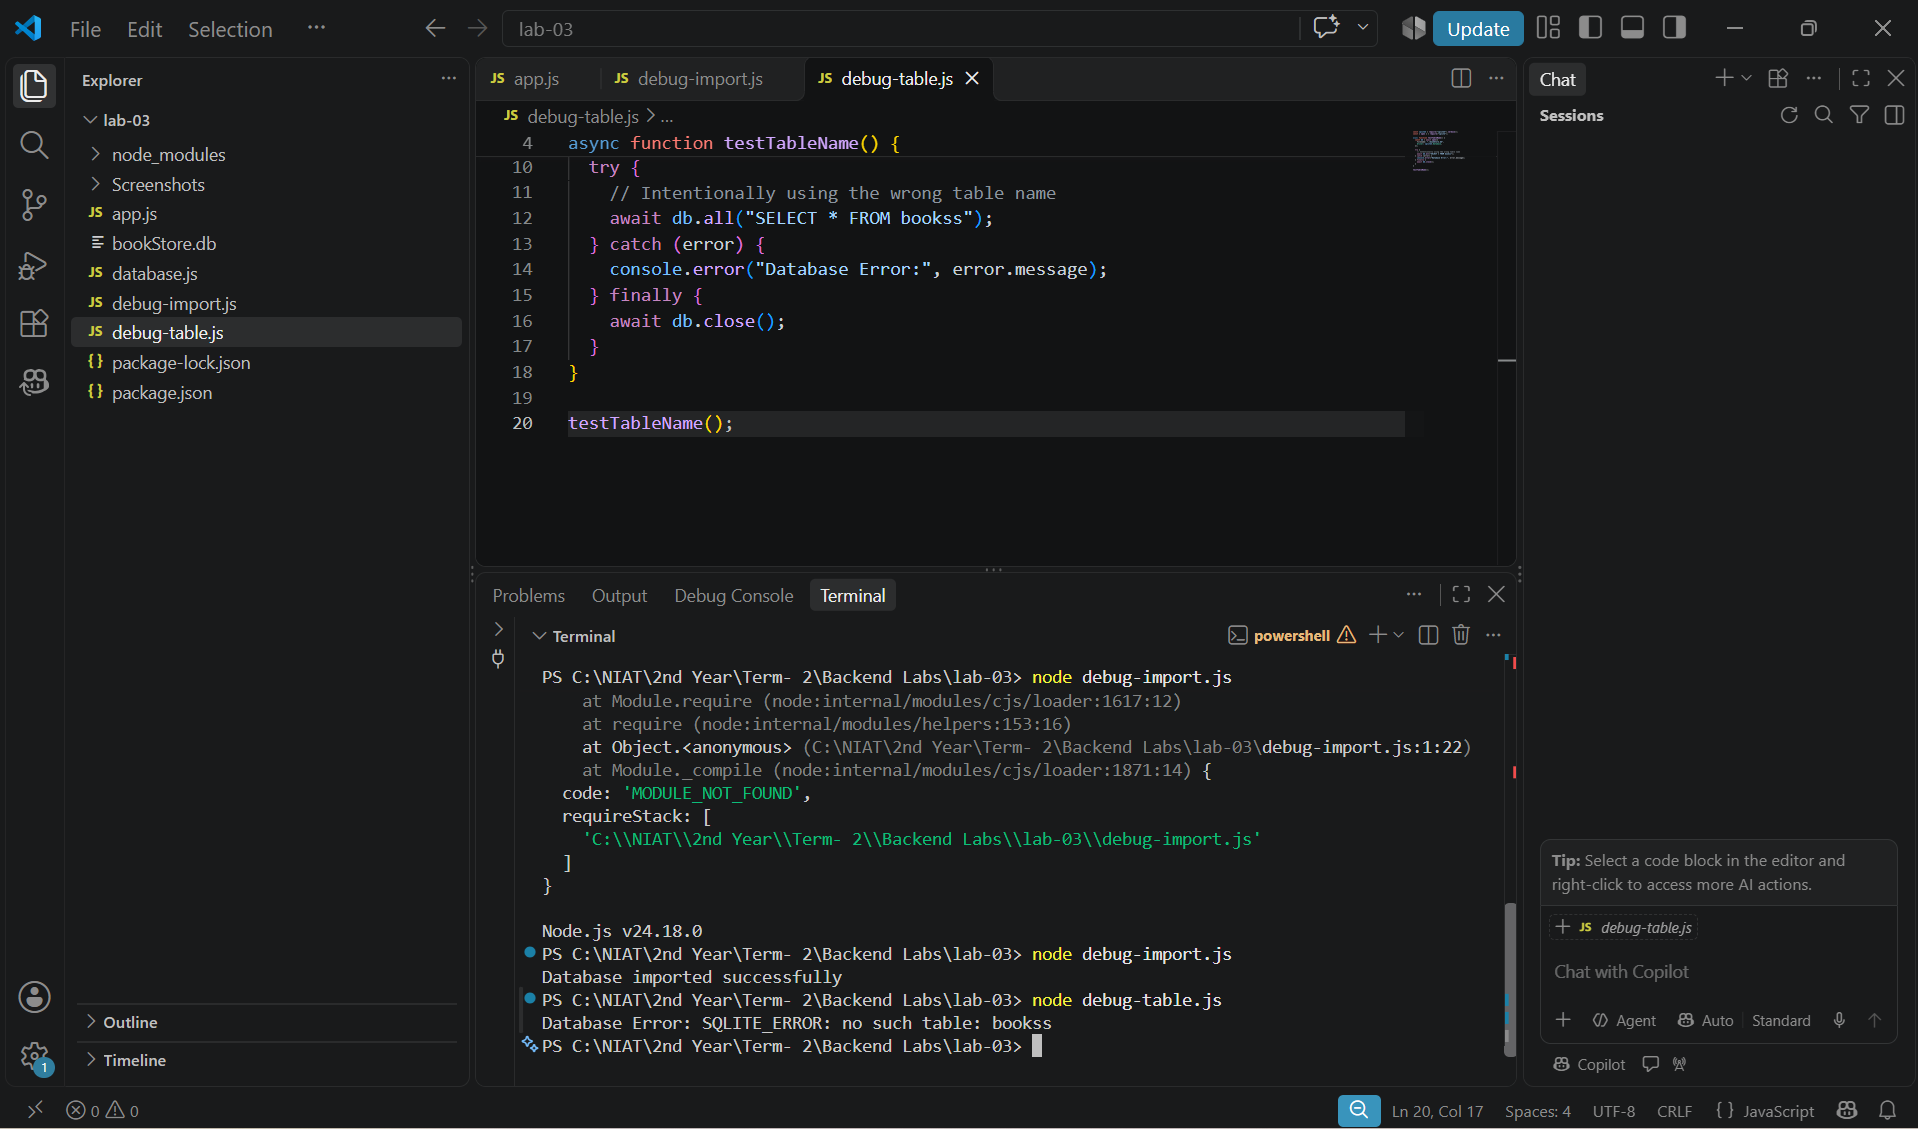 File Edit Selection ···
lab-03
Update
Explorer ···
lab-03
node_modules
Screenshots
JS app.js
bookStore.db
JS database.js
JS debug-import.js
JS debug-table.js
{} package-lock.json
{} package.json
Outline
Timeline
1
JS app.js
JS debug-import.js
JS debug-table.js
JS debug-table.js > ...
4 async function testTableName() {
10 try {
11 // Intentionally using the wrong table name
12 await db.all("SELECT * FROM bookss");
13 } catch (error) {
14 console.error("Database Error:", error.message);
15 } finally {
16 await db.close();
17 }
18 }
19
20 testTableName();
Problems Output Debug Console Terminal
Terminal
powershell
PS C:\NIAT\2nd Year\Term- 2\Backend Labs\lab-03> node debug-import.js
at Module.require (node:internal/modules/cjs/loader:1617:12)
at require (node:internal/modules/helpers:153:16)
at Object.<anonymous> (C:\NIAT\2nd Year\Term- 2\Backend Labs\lab-03\debug-import.js:1:22)
at Module._compile (node:internal/modules/cjs/loader:1871:14) {
code: 'MODULE_NOT_FOUND',
requireStack: [
'C:\\NIAT\\2nd Year\\Term- 2\\Backend Labs\\lab-03\\debug-import.js'
]
}
Node.js v24.18.0
PS C:\NIAT\2nd Year\Term- 2\Backend Labs\lab-03> node debug-import.js
Database imported successfully
PS C:\NIAT\2nd Year\Term- 2\Backend Labs\lab-03> node debug-table.js
Database Error: SQLITE_ERROR: no such table: bookss
PS C:\NIAT\2nd Year\Term- 2\Backend Labs\lab-03>
Chat
Sessions
Tip: Select a code block in the editor and
right-click to access more AI actions.
JS debug-table.js
Chat with Copilot
Agent Auto Standard
Copilot
0 0
Ln 20, Col 17 Spaces: 4 UTF-8 CRLF {} JavaScript